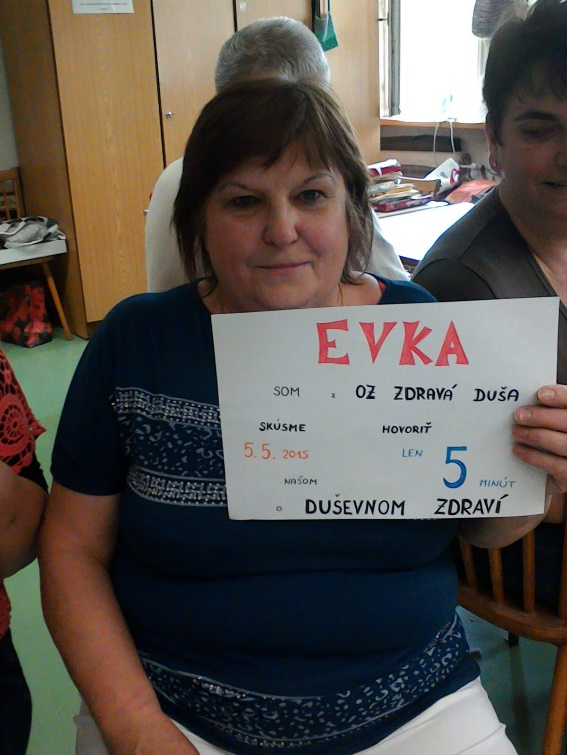 EVKA
SOM z OZ ZDRAVÁ DUŠA
SKÚSME HOVORIŤ
5.5. 2015 LEN 5 MINÚT
NAŠOM
O DUŠEVNOM ZDRAVÍ